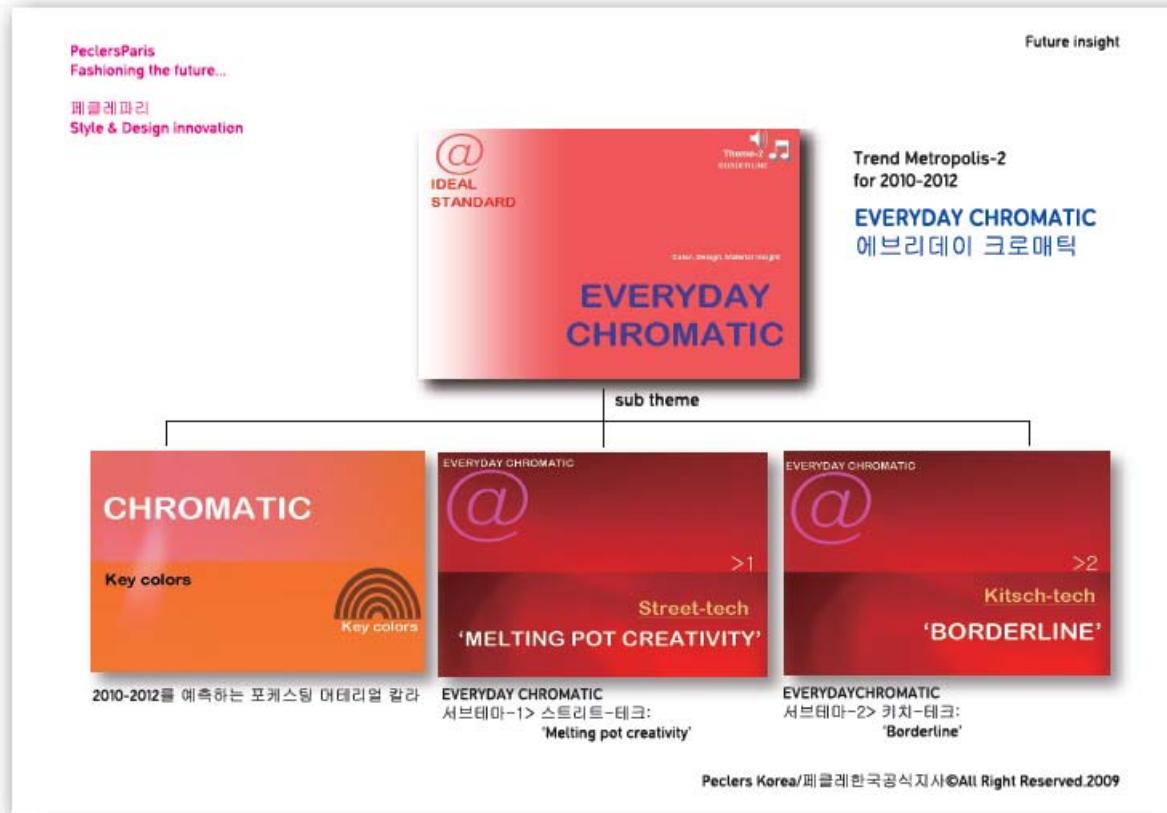 PeclersParis
Fashioning the future...
페클레파리
Style & Design innovation
Future insight
@
IDEAL
STANDARD
Theme-2
BORDERLINE
Color, Design, Material Insight
EVERYDAY
CHROMATIC
Trend Metropolis-2
for 2010-2012
EVERYDAY CHROMATIC
에브리데이 크로매틱
sub theme
CHROMATIC
Key colors
Key colors
2010-2012를 예측하는 포케스팅 머테리얼 칼라
EVERYDAY CHROMATIC
@
>1
Street-tech
‘MELTING POT CREATIVITY’
EVERYDAY CHROMATIC
서브테마-1> 스트리트-테크:
‘Melting pot creativity’
EVERYDAY CHROMATIC
@
>2
Kitsch-tech
‘BORDERLINE’
EVERYDAYCHROMATIC
서브테마-2> 키치-테크:
‘Borderline’
Peclers Korea/페클레한국공식지사©All Right Reserved.2009